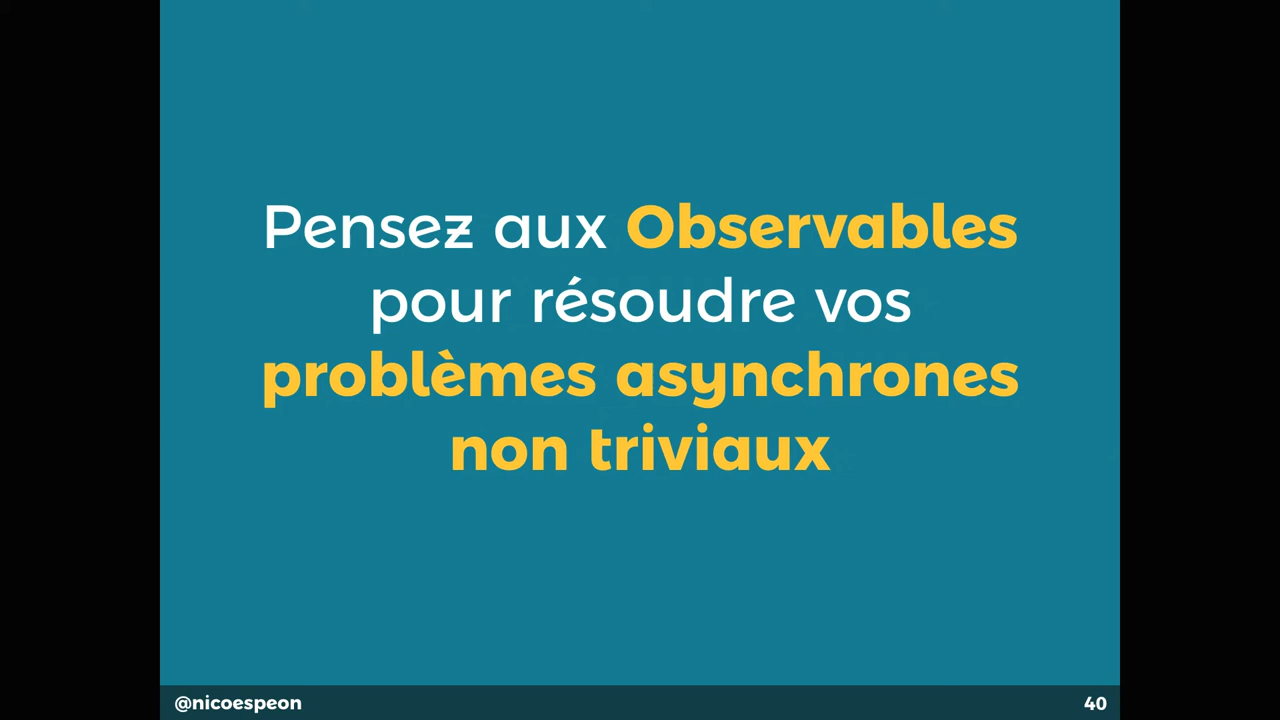 Pensez aux Observables
pour résoudre vos
problèmes asynchrones
non triviaux
@nicoespeon
40